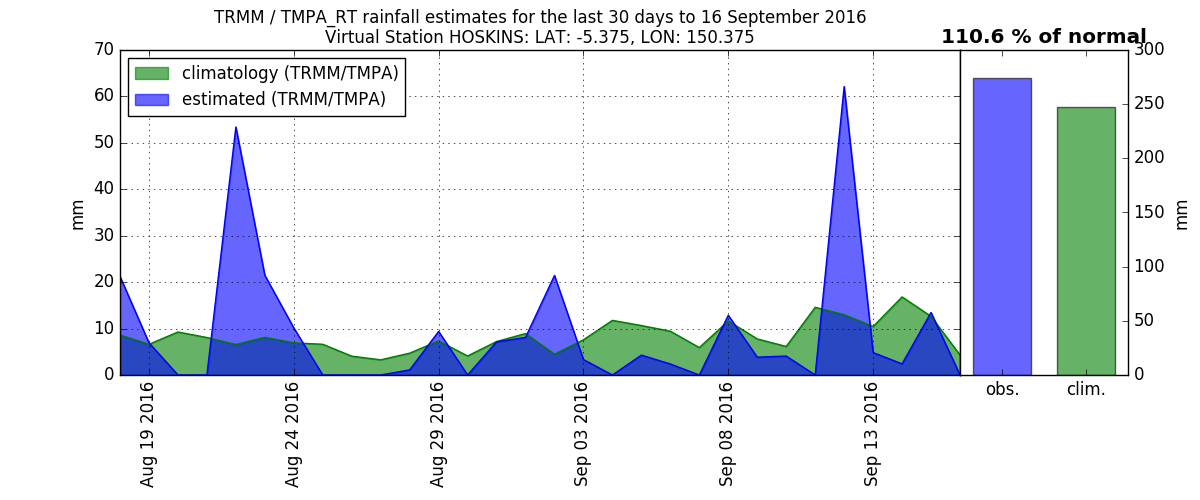 TRMM / TMPA_RT rainfall estimates for the last 30 days to 16 September 2016
Virtual Station HOSKINS: LAT: -5.375, LON: 150.375
110.6 % of normal
climatology (TRMM/TMPA)
estimated (TRMM/TMPA)
70
60
50
40
30
20
10
0
mm
300
250
200
150
100
50
0
mm
Aug 19 2016
Aug 24 2016
Aug 29 2016
Sep 03 2016
Sep 08 2016
Sep 13 2016
obs.
clim.